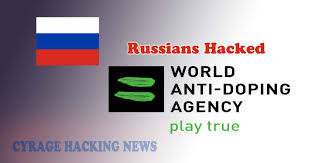 Russians Hacked
WORLD
ANTI-DOPING
AGENCY
play true
CYRAGE HACKING NEWS